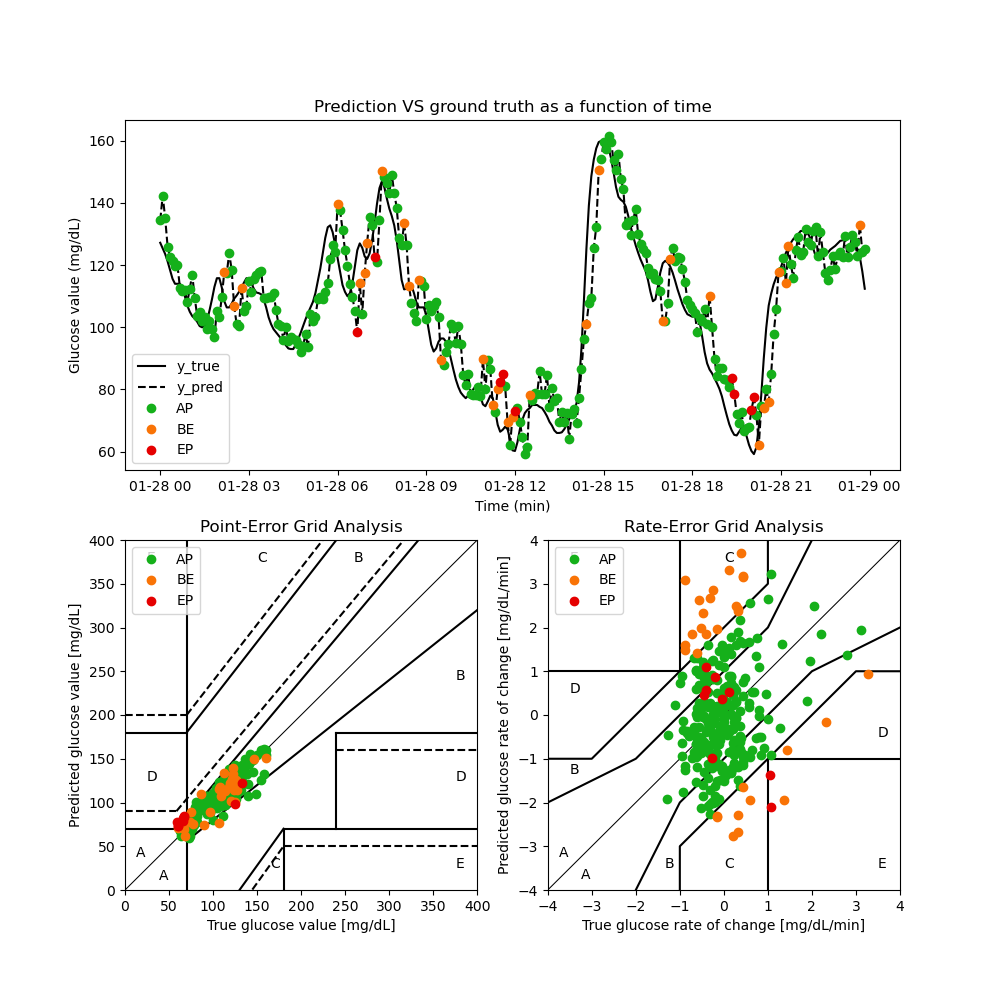 Prediction VS ground truth as a function of time
Glucose value (mg/dL)
160
140
120
100
80
60
y_true
y_pred
AP
BE
EP
01-28 00 01-28 03 01-28 06 01-28 09 01-28 12 01-28 15 01-28 18 01-28 21 01-29 00
Time (min)
Point-Error Grid Analysis
Predicted glucose value [mg/dL]
400
350
300
250
200
150
100
50
0
AP
BE
EP
C
B
B
D
D
A
A
C
E
0 50 100 150 200 250 300 350 400
True glucose value [mg/dL]
Rate-Error Grid Analysis
Predicted glucose rate of change [mg/dL/min]
4
3
2
1
0
−1
−2
−3
−4
AP
BE
EP
C
D
D
B
A
A
B
C
E
−4 −3 −2 −1 0 1 2 3 4
True glucose rate of change [mg/dL/min]